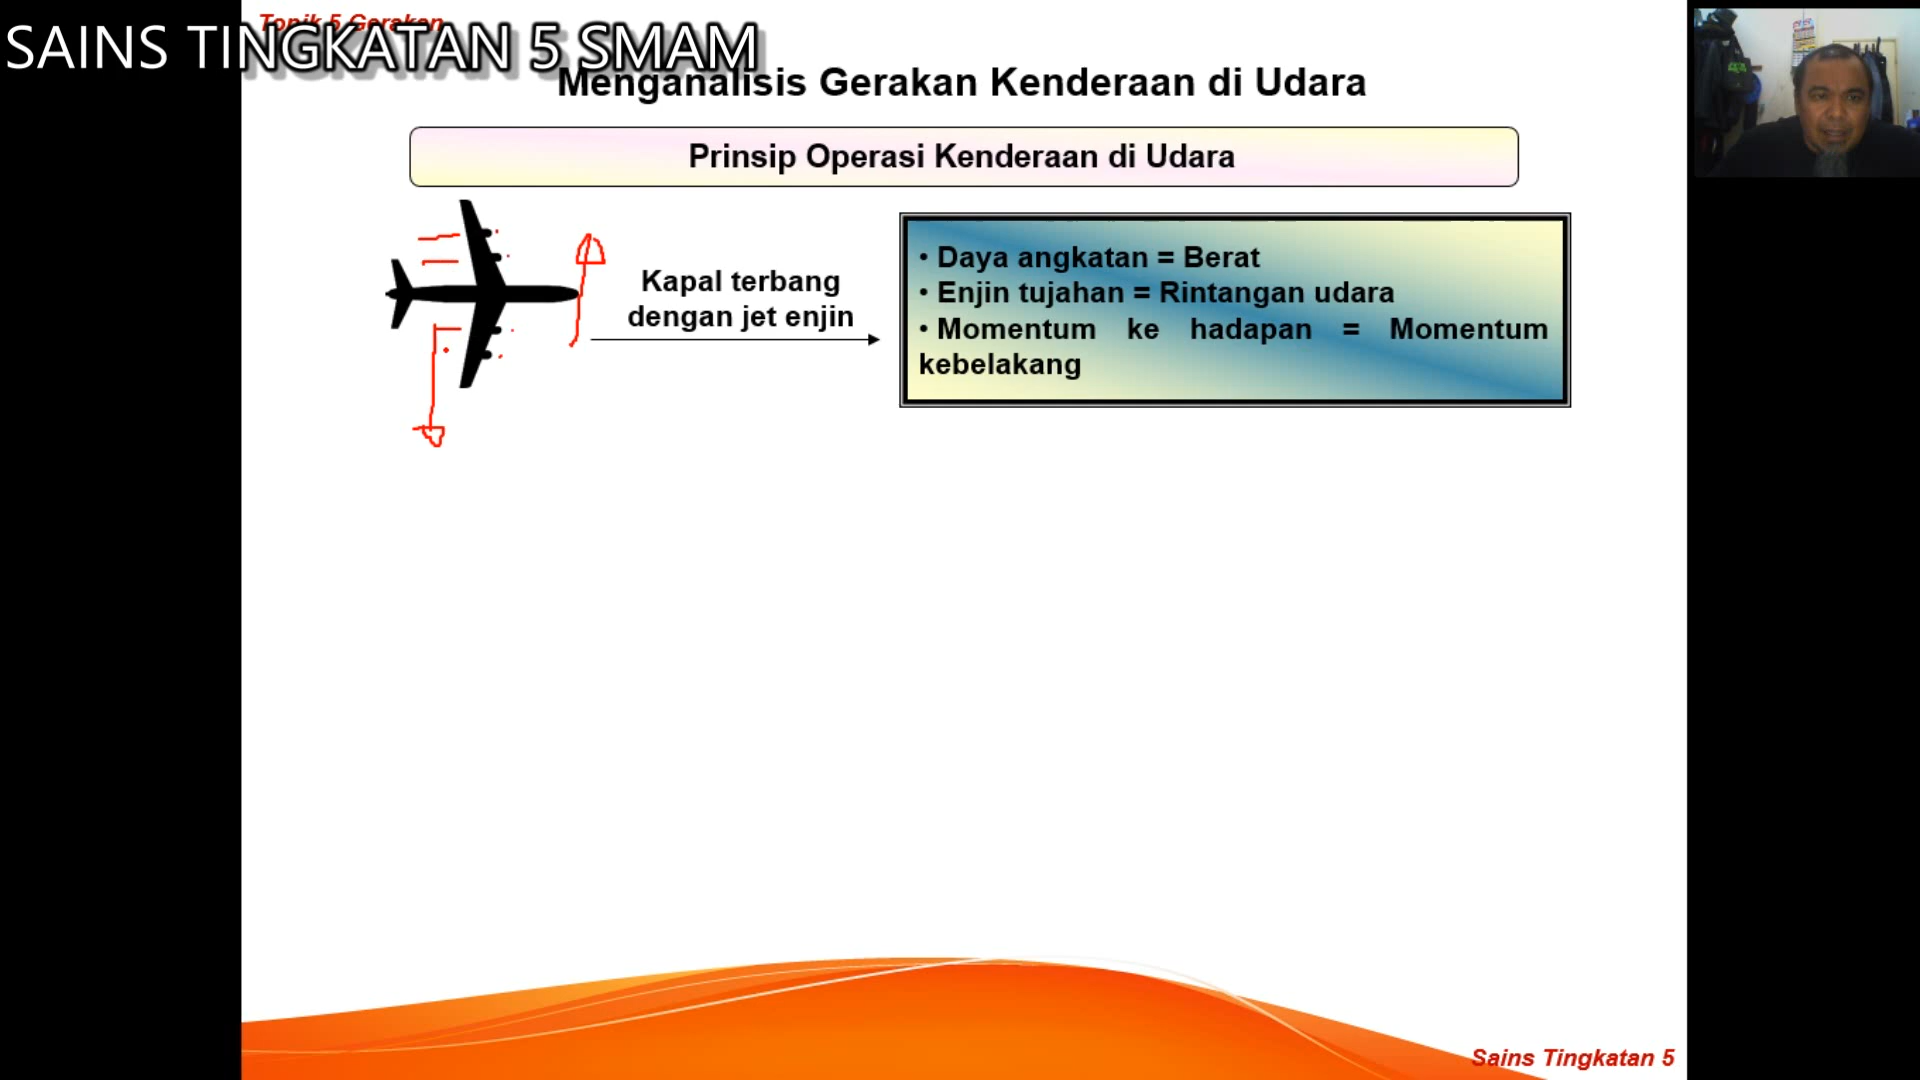 Topik 5 Gerakan
SAINS TINGKATAN 5 SMAM
Menganalisis Gerakan Kenderaan di Udara
Prinsip Operasi Kenderaan di Udara
Kapal terbang
dengan jet enjin
• Daya angkatan = Berat
• Enjin tujahan = Rintangan udara
• Momentum ke hadapan = Momentum
kebelakang
Sains Tingkatan 5